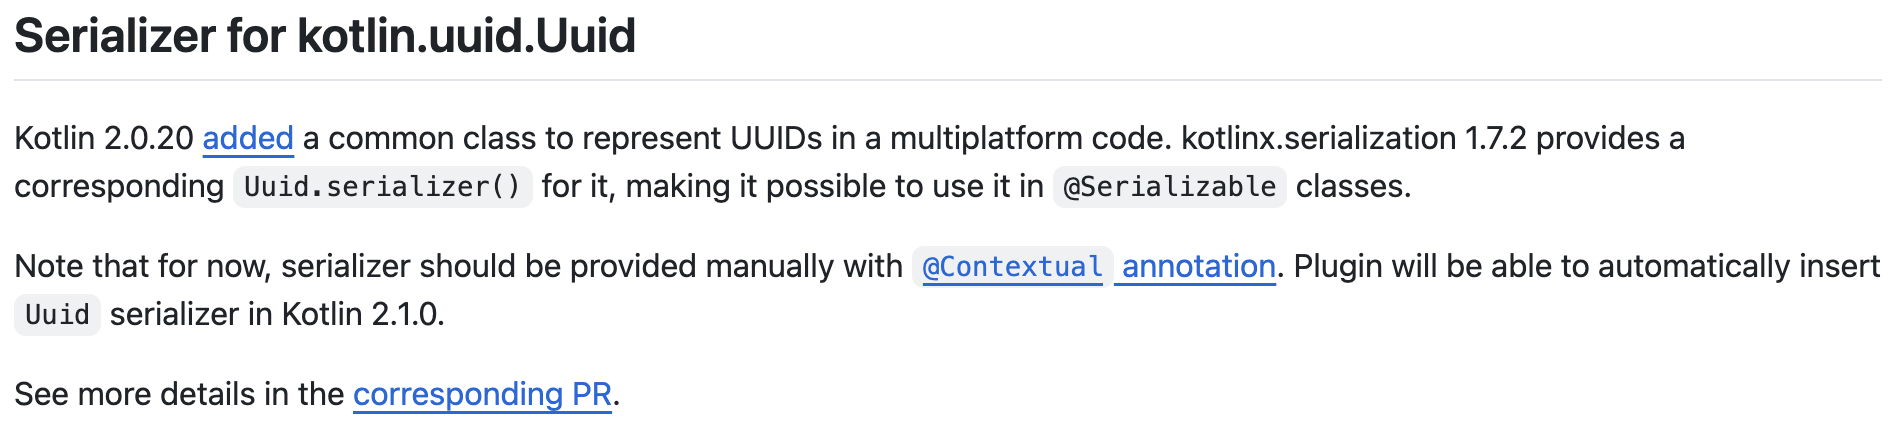 Serializer for kotlin.uuid.Uuid
Kotlin 2.0.20 added a common class to represent UUIDs in a multiplatform code. kotlinx.serialization 1.7.2 provides a
corresponding Uuid.serializer() for it, making it possible to use it in @Serializable classes.
Note that for now, serializer should be provided manually with @Contextual annotation. Plugin will be able to automatically insert
Uuid serializer in Kotlin 2.1.0.
See more details in the corresponding PR.